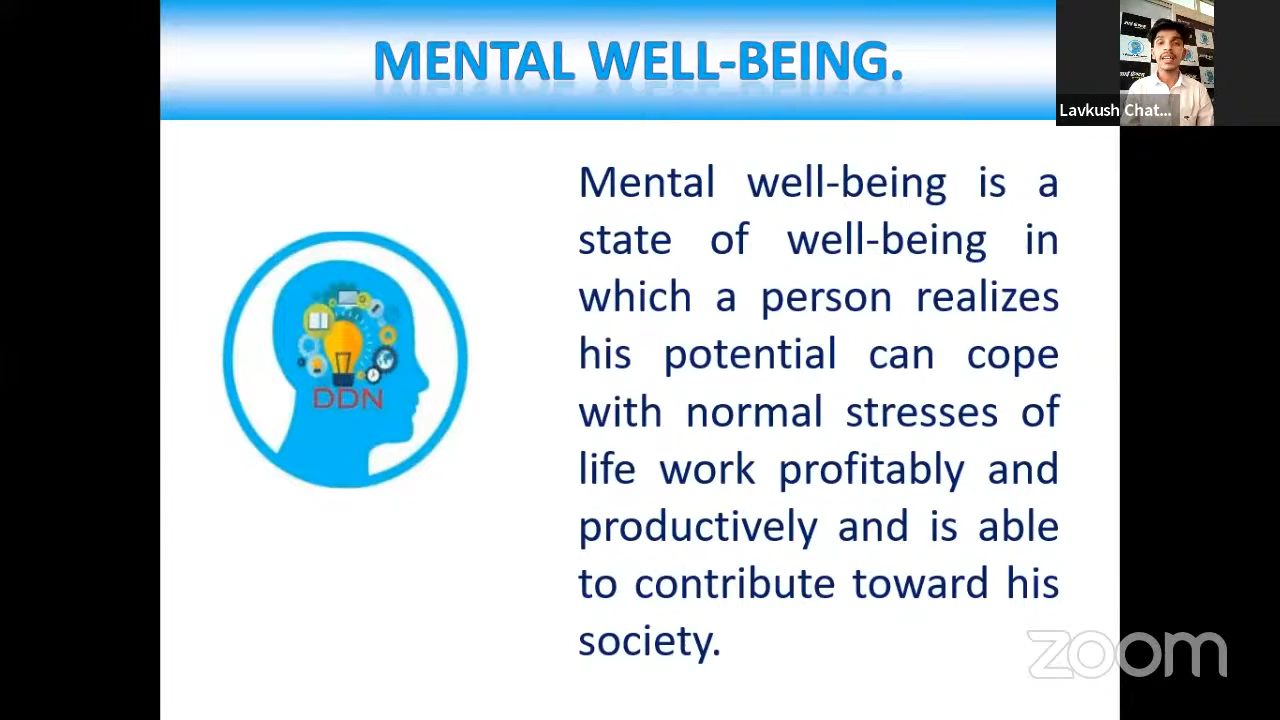 MENTAL WELL-BEING.
Lavkush Chat...
Mental well-being is a
state of well-being in
which a person realizes
his potential can cope
with normal stresses of
life work profitably and
productively and is able
to contribute toward his
society.
DDN
zoom